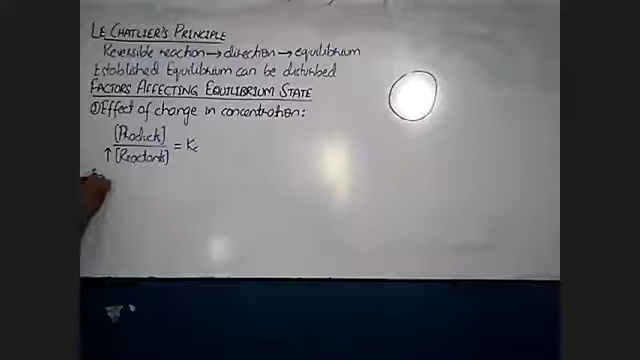 LE CHATLIER'S PRINCIPLE
Reversible reaction → direction → equilibrium
Established Equilibrium can be disturbed
FACTORS AFFECTING EQUILIBRIUM STATE
① Effect of change in concentration:
[Product]
↑ [Reactants] = Kc